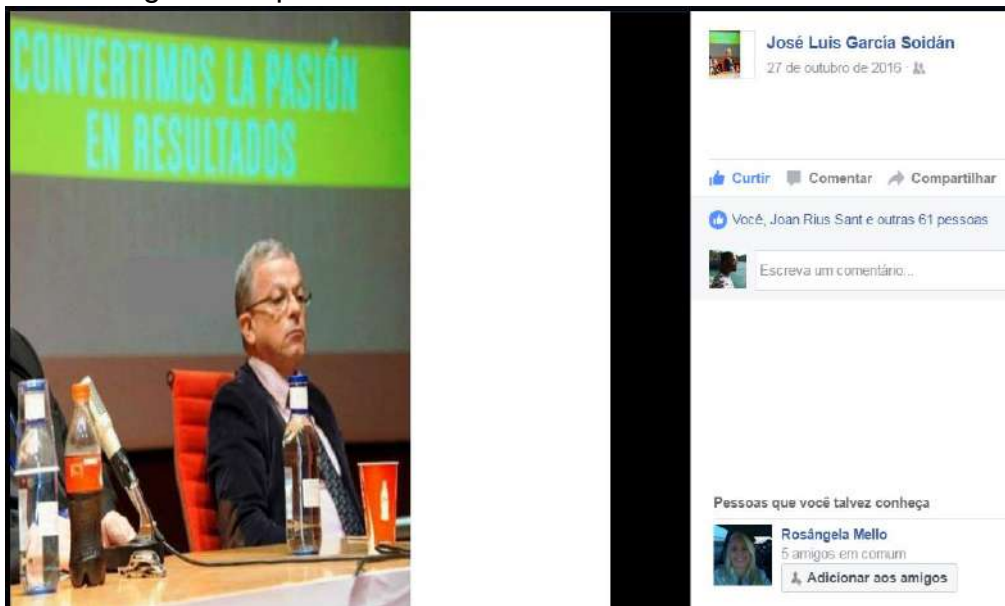 CONVERTIMOS LA PASIÓN
EN RESULTADOS
José Luis García Soidán
27 de outubro de 2016
Curtir Comentar Compartilhar
Você, Joan Rius Sant e outras 61 pessoas
Escreva um comentário...
Pessoas que você talvez conheça
Rosângela Mello
5 amigos em comum
Adicionar aos amigos